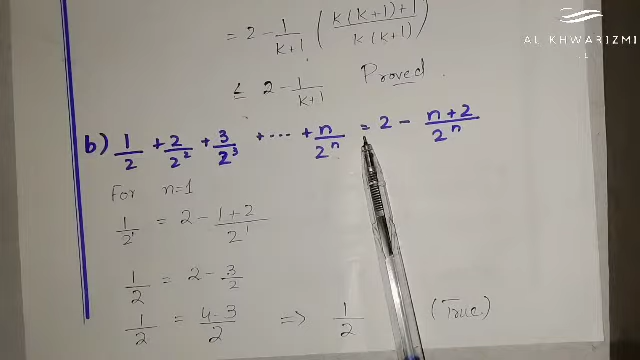 = 2 - 1/(k+1) ( (k(k+1)+1) / (k(k+1)) )
≤ 2 - 1/(k+1) Proved.
AL KHWARIZMI
L
b) 1/2 + 2/2² + 3/2³ + ... + n/2ⁿ = 2 - (n+2)/2ⁿ
For n=1
1/2¹ = 2 - (1+2)/2¹
1/2 = 2 - 3/2
1/2 = (4-3)/2 => 1/2 (True.)